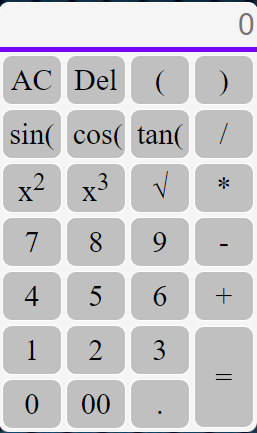 0
AC Del ( )
sin( cos( tan( /
x² x³ √ *
7 8 9 -
4 5 6 +
1 2 3 =
0 00 .